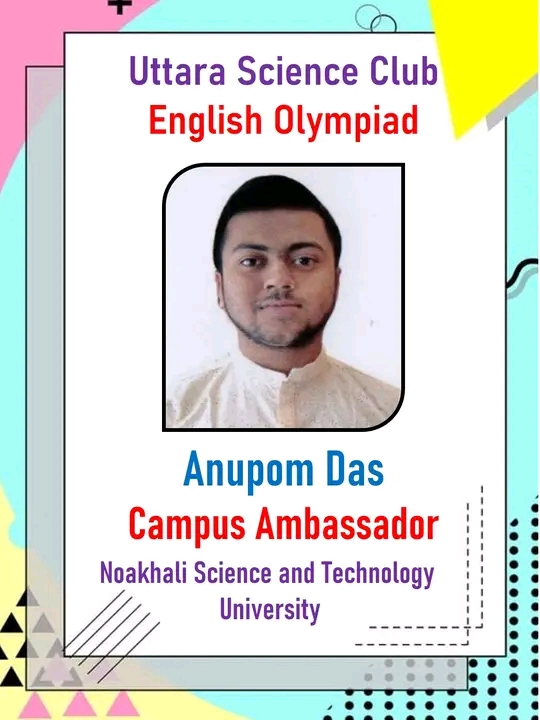 Uttara Science Club
English Olympiad
Anupom Das
Campus Ambassador
Noakhali Science and Technology
University